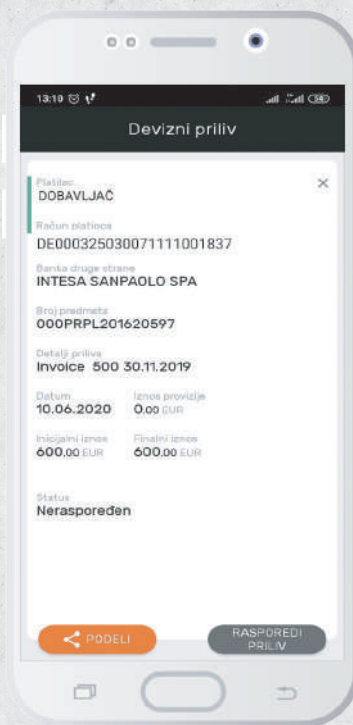 13:10
54
Devizni priliv
Platilac
DOBAVLJAČ
Račun platioca
DE000325030071111001837
Banka druge strane
INTESA SANPAOLO SPA
Broj predmeta
000PRPL201620597
Detalji priliva
Invoice 500 30.11.2019
Datum Iznos provizije
10.06.2020 0.00 EUR
Inicijalni iznos Finalni iznos
600.00 EUR 600.00 EUR
Status
Neraspoređen
PODELI
RASPOREDI
PRILIV